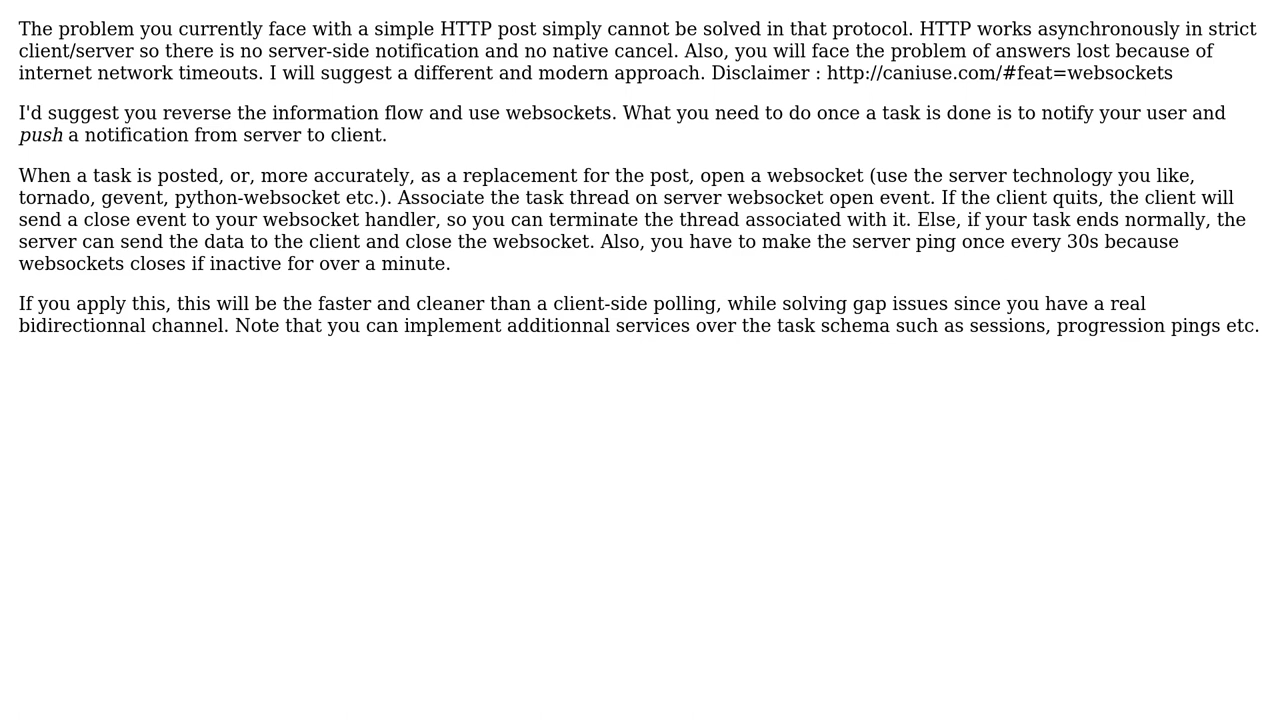 The problem you currently face with a simple HTTP post simply cannot be solved in that protocol. HTTP works asynchronously in strict
client/server so there is no server-side notification and no native cancel. Also, you will face the problem of answers lost because of
internet network timeouts. I will suggest a different and modern approach. Disclaimer : http://caniuse.com/#feat=websockets
I'd suggest you reverse the information flow and use websockets. What you need to do once a task is done is to notify your user and
push a notification from server to client.
When a task is posted, or, more accurately, as a replacement for the post, open a websocket (use the server technology you like,
tornado, gevent, python-websocket etc.). Associate the task thread on server websocket open event. If the client quits, the client will
send a close event to your websocket handler, so you can terminate the thread associated with it. Else, if your task ends normally, the
server can send the data to the client and close the websocket. Also, you have to make the server ping once every 30s because
websockets closes if inactive for over a minute.
If you apply this, this will be the faster and cleaner than a client-side polling, while solving gap issues since you have a real
bidirectionnal channel. Note that you can implement additionnal services over the task schema such as sessions, progression pings etc.